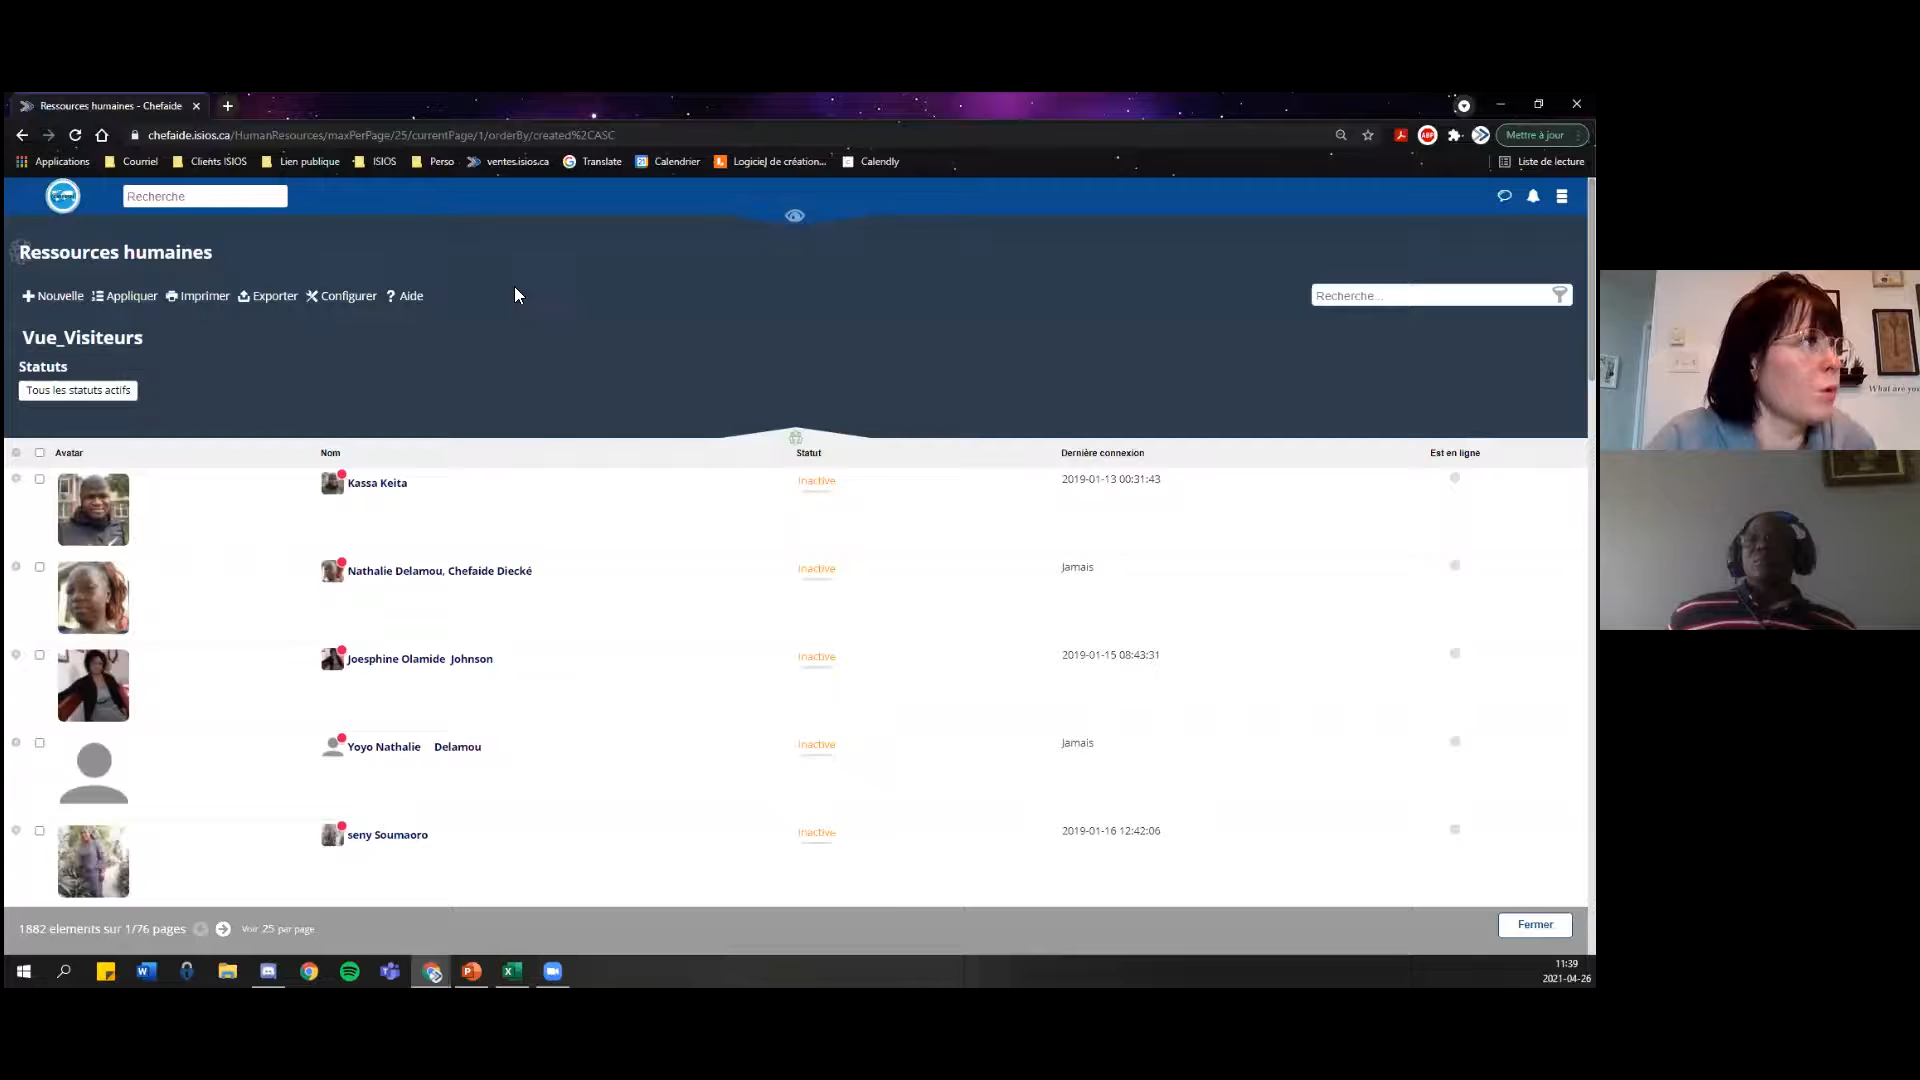 Ressources humaines - Chefaide
chefaide.isios.ca/HumanResources/maxPerPage/25/currentPage/1/orderBy/created%2CASC
Mettre à jour
Applications Courriel Clients ISIOS Lien publique ISIOS Perso ventes.isios.ca Translate Calendrier Logiciel de création... Calendly Liste de lecture
Recherche
Ressources humaines
Nouvelle Appliquer Imprimer Exporter Configurer ? Aide
Recherche...
Vue_Visiteurs
Statuts
Tous les statuts actifs
Avatar Nom Statut Dernière connexion Est en ligne
Kassa Keita Inactive 2019-01-13 00:31:43
Nathalie Delamou, Chefaide Diecké Inactive Jamais
Joesphine Olamide Johnson Inactive 2019-01-15 08:43:31
Yoyo Nathalie Delamou Inactive Jamais
seny Soumaoro Inactive 2019-01-16 12:42:06
1882 elements sur 1/76 pages Voir 25 par page
Fermer
11:39
2021-04-26
What are you